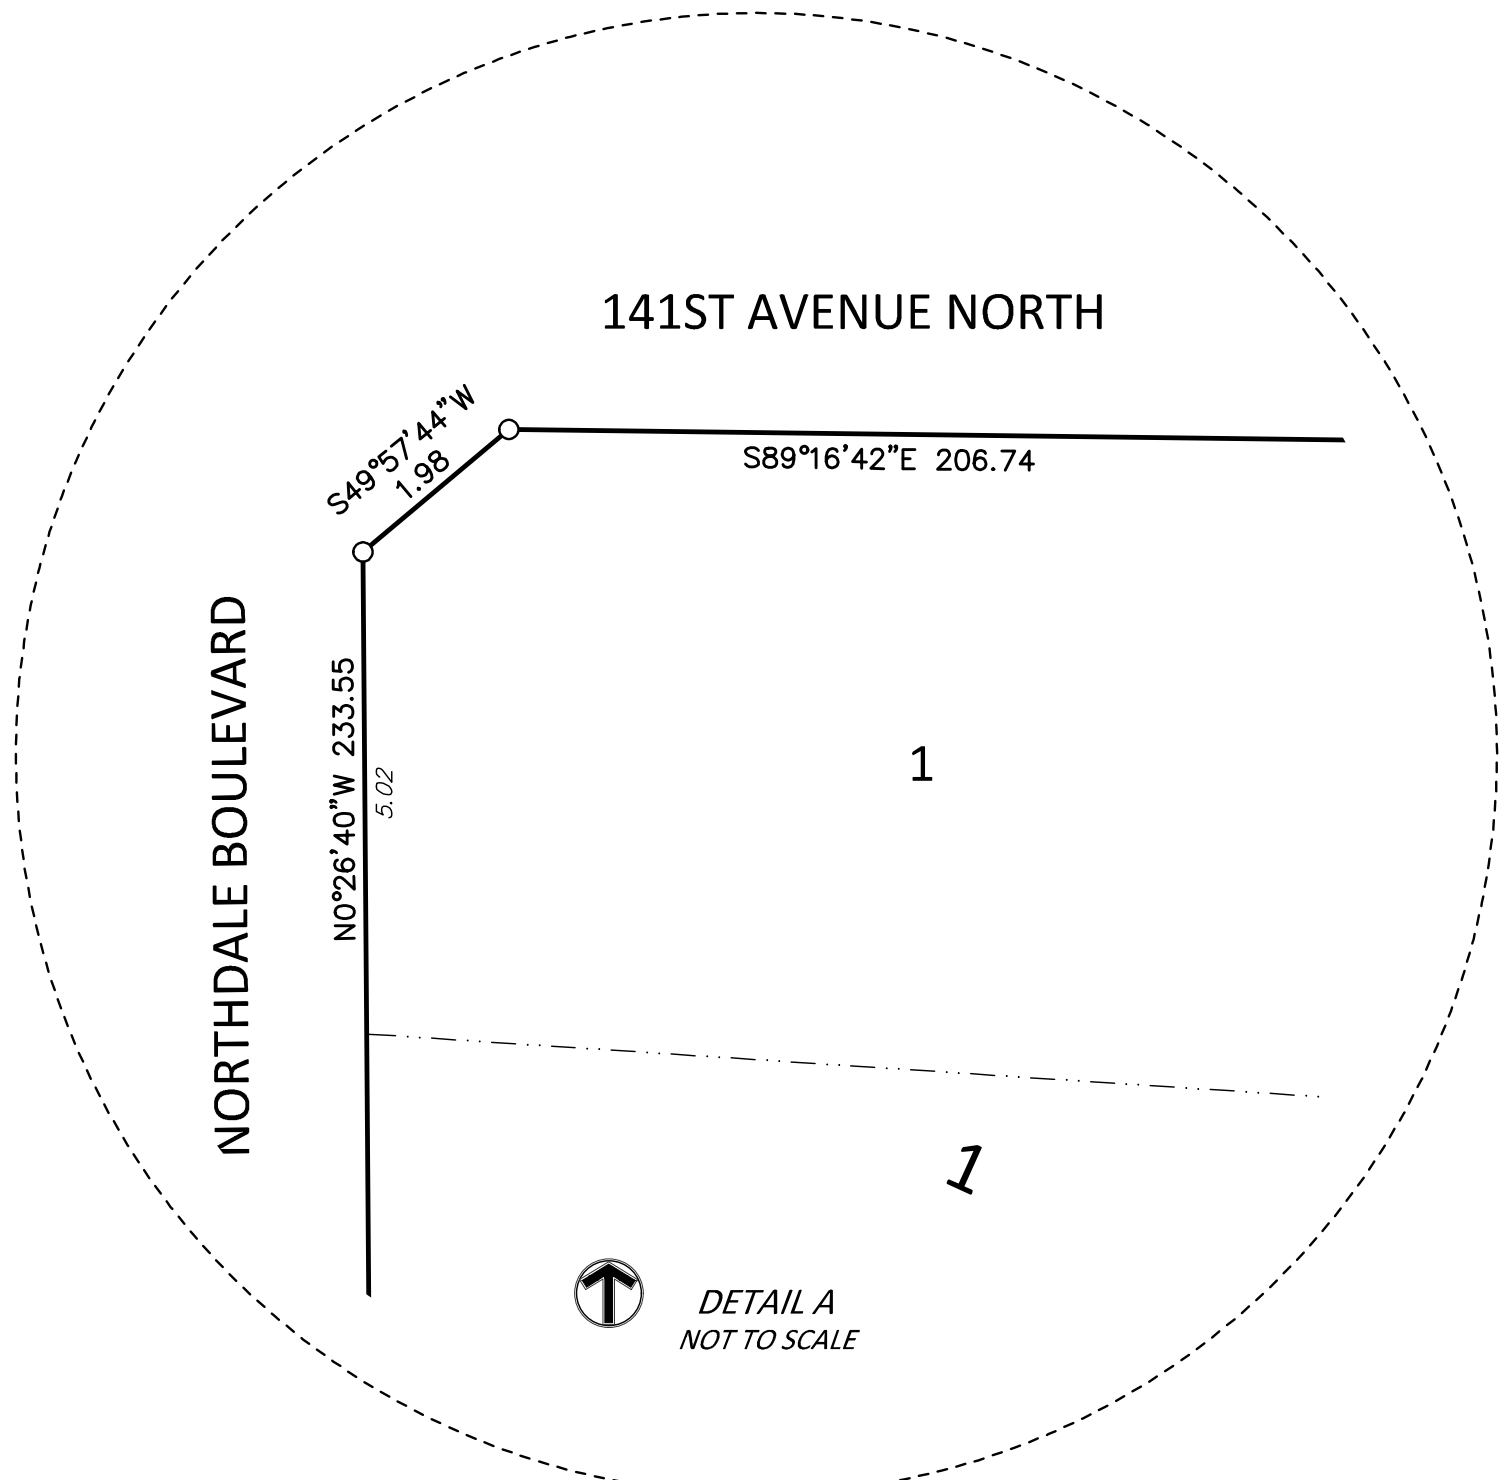 141ST AVENUE NORTH
S49°57'44"W
1.98
S89°16'42"E 206.74
NORTHDALE BOULEVARD
N0°26'40"W 233.55
5.02
1
1
DETAIL A
NOT TO SCALE